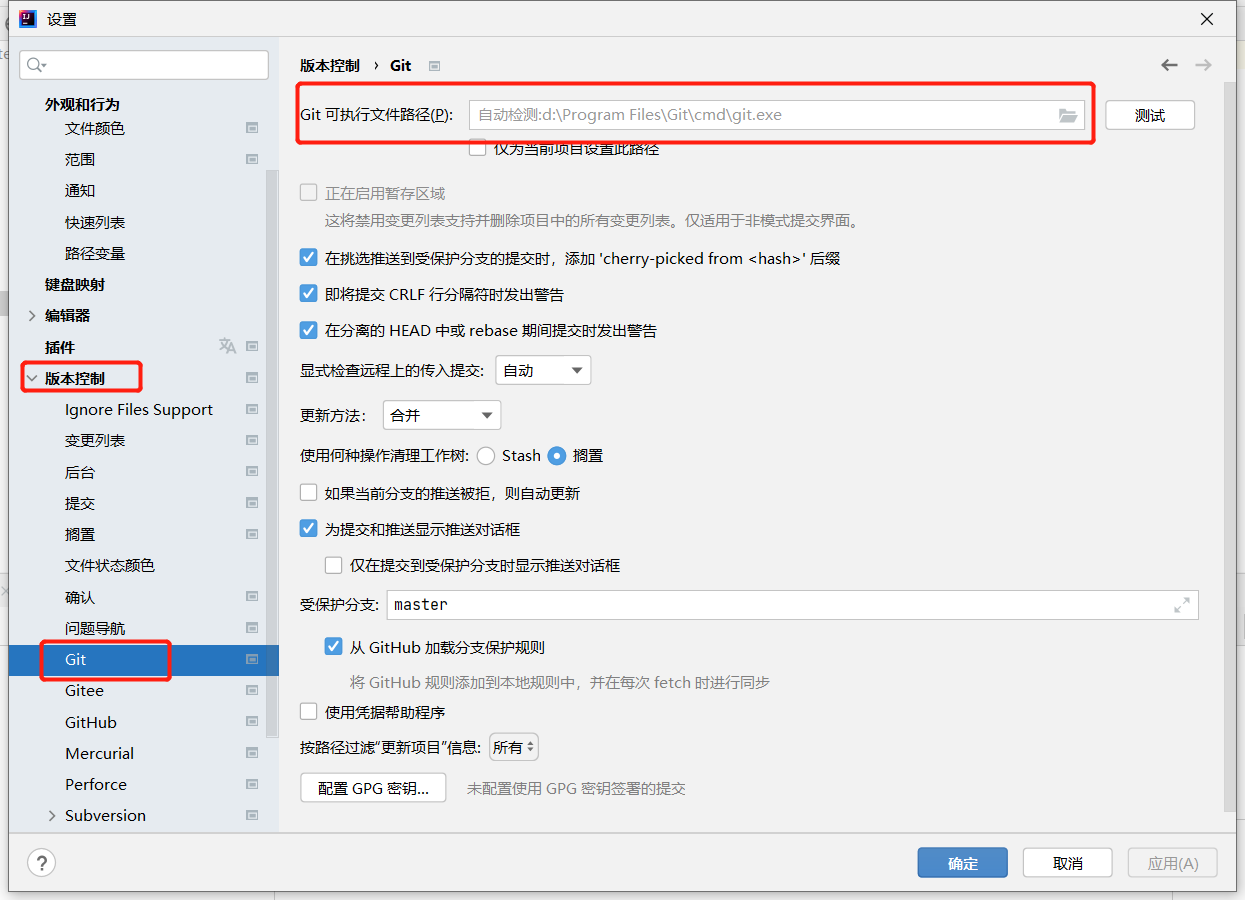 设置
外观和行为
文件颜色
范围
通知
快速列表
路径变量
键盘映射
编辑器
插件
版本控制
Ignore Files Support
变更列表
后台
提交
搁置
文件状态颜色
确认
问题导航
Git
Gitee
GitHub
Mercurial
Perforce
Subversion
版本控制 › Git
Git 可执行文件路径(P): 自动检测:d:\Program Files\Git\cmd\git.exe 测试
仅为当前项目设置此路径
正在启用暂存区域
这将禁用变更列表支持并删除项目中的所有变更列表。仅适用于非模式提交界面。
在挑选推送到受保护分支的提交时，添加 'cherry-picked from <hash>' 后缀
即将提交 CRLF 行分隔符时发出警告
在分离的 HEAD 中或 rebase 期间提交时发出警告
显式检查远程上的传入提交: 自动
更新方法： 合并
使用何种操作清理工作树: Stash 搁置
如果当前分支的推送被拒，则自动更新
为提交和推送显示推送对话框
仅在提交到受保护分支时显示推送对话框
受保护分支: master
从 GitHub 加载分支保护规则
将 GitHub 规则添加到本地规则中，并在每次 fetch 时进行同步
使用凭据帮助程序
按路径过滤“更新项目”信息: 所有
配置 GPG 密钥... 未配置使用 GPG 密钥签署的提交
? 确定 取消 应用(A)